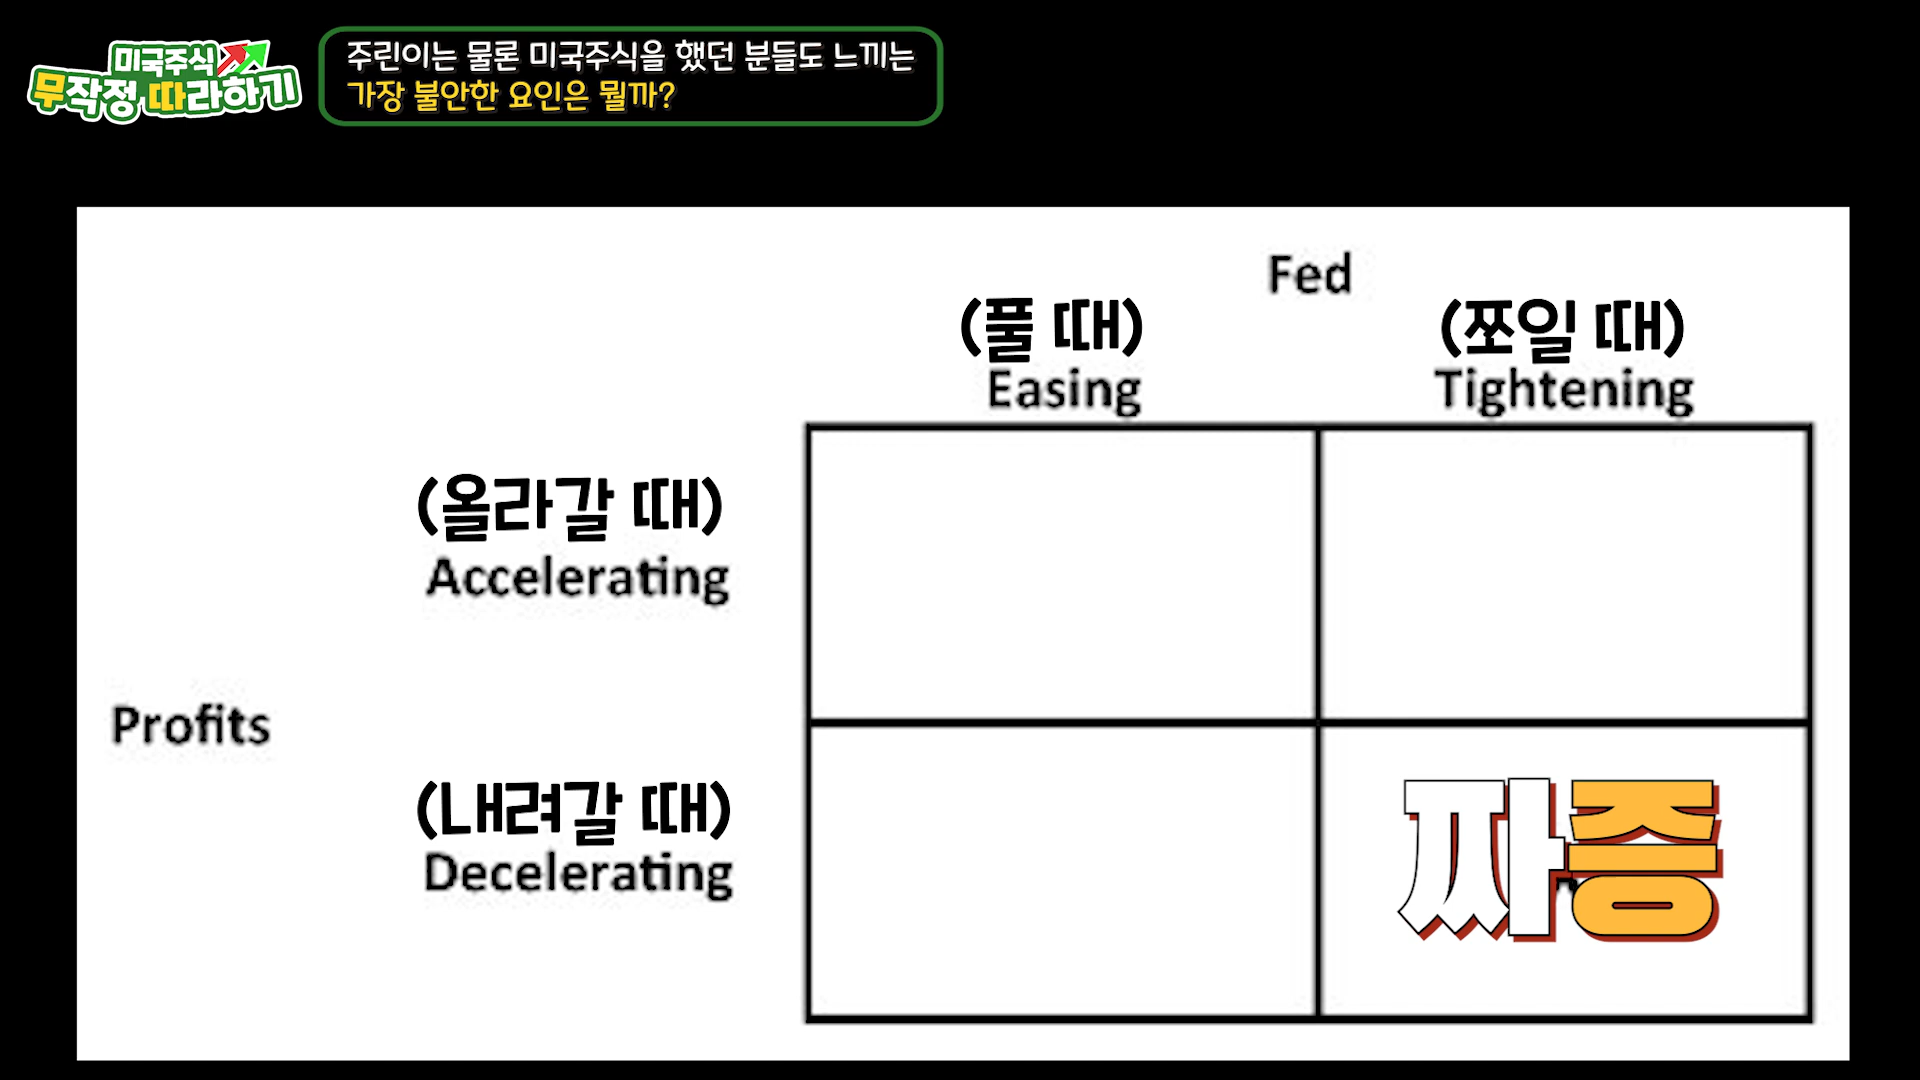 미국주식
무작정 따라하기
주린이는 물론 미국주식을 했던 분들도 느끼는
가장 불안한 요인은 뭘까?
Fed
(풀 때)
(쪼일 때)
Easing
Tightening
(올라갈 때)
Accelerating
Profits
(내려갈 때)
Decelerating
짜증